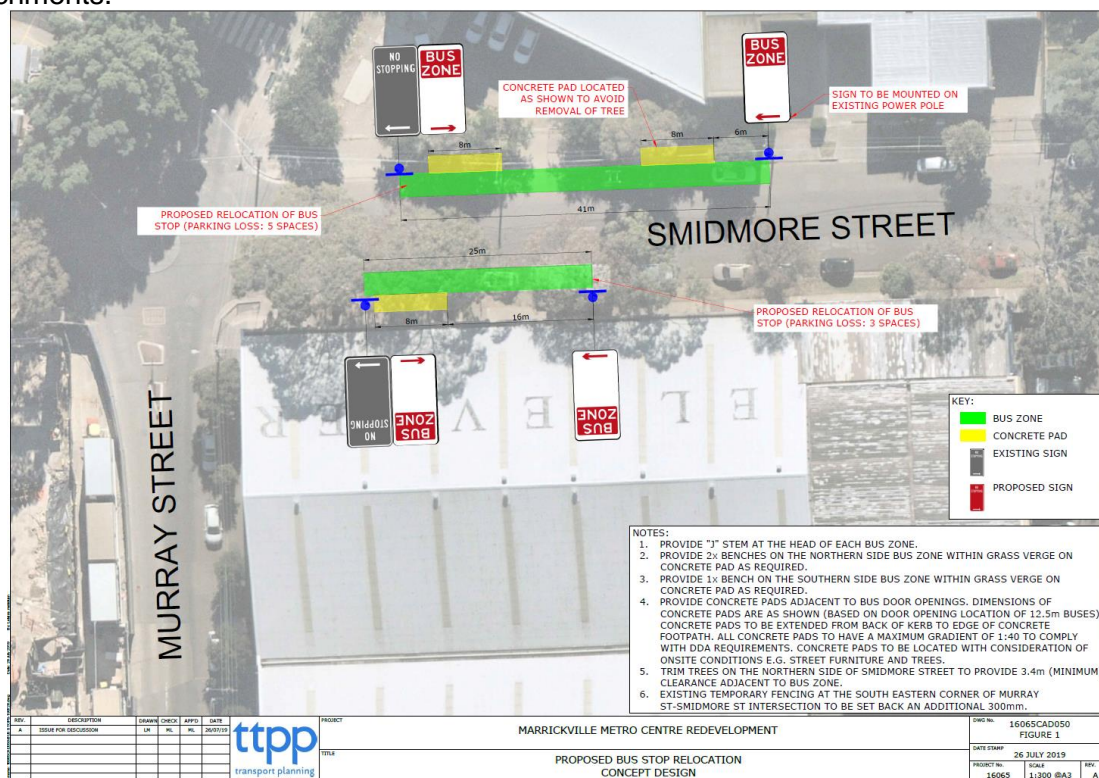 chments.
NO
STOPPING
BUS
ZONE
BUS
ZONE
CONCRETE PAD LOCATED
AS SHOWN TO AVOID
REMOVAL OF TREE
SIGN TO BE MOUNTED ON
EXISTING POWER POLE
8m
8m
6m
PROPOSED RELOCATION OF BUS
STOP (PARKING LOSS: 5 SPACES)
41m
SMIDMORE STREET
25m
8m
16m
PROPOSED RELOCATION OF BUS
STOP (PARKING LOSS: 3 SPACES)
NO
STOPPING
BUS
ZONE
BUS
ZONE
MURRAY STREET
KEY:
BUS ZONE
CONCRETE PAD
EXISTING SIGN
PROPOSED SIGN
NOTES:
1. PROVIDE "J" STEM AT THE HEAD OF EACH BUS ZONE.
2. PROVIDE 2x BENCHES ON THE NORTHERN SIDE BUS ZONE WITHIN GRASS VERGE ON
CONCRETE PAD AS REQUIRED.
3. PROVIDE 1x BENCH ON THE SOUTHERN SIDE BUS ZONE WITHIN GRASS VERGE ON
CONCRETE PAD AS REQUIRED.
4. PROVIDE CONCRETE PADS ADJACENT TO BUS DOOR OPENINGS. DIMENSIONS OF
CONCRETE PADS ARE AS SHOWN (BASED ON DOOR OPENING LOCATION OF 12.5m BUSES)
CONCRETE PADS TO BE EXTENDED FROM BACK OF KERB TO EDGE OF CONCRETE
FOOTPATH. ALL CONCRETE PADS TO HAVE A MAXIMUM GRADIENT OF 1:40 TO COMPLY
WITH DDA REQUIREMENTS. CONCRETE PADS TO BE LOCATED WITH CONSIDERATION OF
ONSITE CONDITIONS E.G. STREET FURNITURE AND TREES.
5. TRIM TREES ON THE NORTHERN SIDE OF SMIDMORE STREET TO PROVIDE 3.4m (MINIMUM
CLEARANCE ADJACENT TO BUS ZONE.
6. EXISTING TEMPORARY FENCING AT THE SOUTH EASTERN CORNER OF MURRAY
ST-SMIDMORE ST INTERSECTION TO BE SET BACK AN ADDITIONAL 300mm.
REV. DESCRIPTION DRAWN CHECK APP'D DATE
A ISSUE FOR DISCUSSION LM ML ML 26/07/19
ttpp
transport planning
PROJECT
MARRICKVILLE METRO CENTRE REDEVELOPMENT
TITLE
PROPOSED BUS STOP RELOCATION
CONCEPT DESIGN
DWG No.
16065CAD050
FIGURE 1
DATE STAMP
26 JULY 2019
PROJECT No. SCALE REV.
16065 1:300 @A3 A